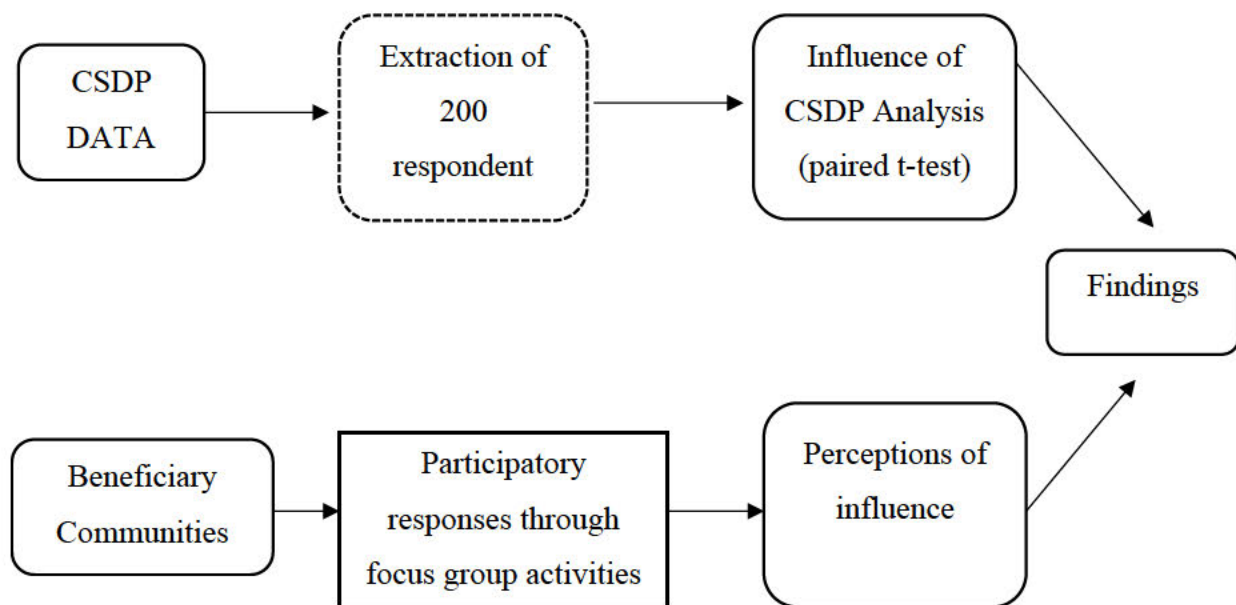 CSDP
DATA
Extraction of
200
respondent
Influence of
CSDP Analysis
(paired t-test)
Findings
Beneficiary
Communities
Participatory
responses through
focus group activities
Perceptions of
influence